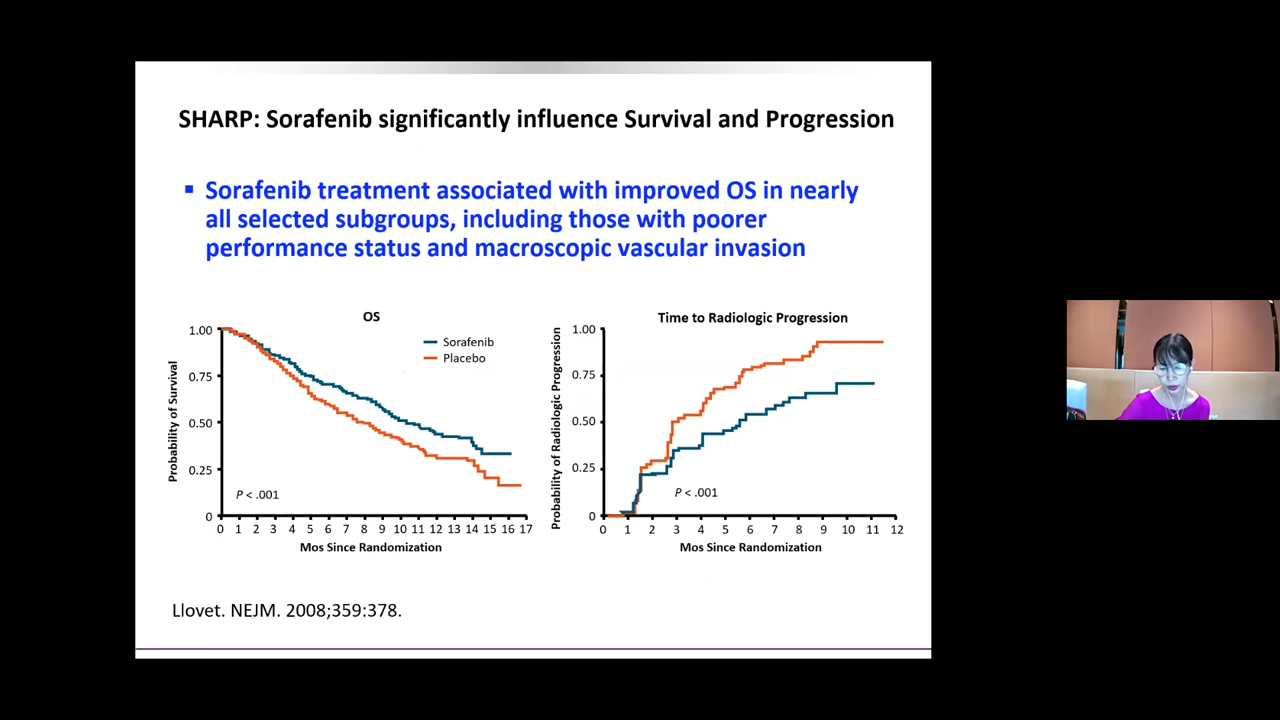 SHARP: Sorafenib significantly influence Survival and Progression
▪ Sorafenib treatment associated with improved OS in nearly
all selected subgroups, including those with poorer
performance status and macroscopic vascular invasion
OS
Sorafenib
Placebo
Probability of Survival
1.00
0.75
0.50
0.25
0
P < .001
0 1 2 3 4 5 6 7 8 9 10 11 12 13 14 15 16 17
Mos Since Randomization
Time to Radiologic Progression
Probability of Radiologic Progression
1.00
0.75
0.50
0.25
0
P < .001
0 1 2 3 4 5 6 7 8 9 10 11 12
Mos Since Randomization
Llovet. NEJM. 2008;359:378.